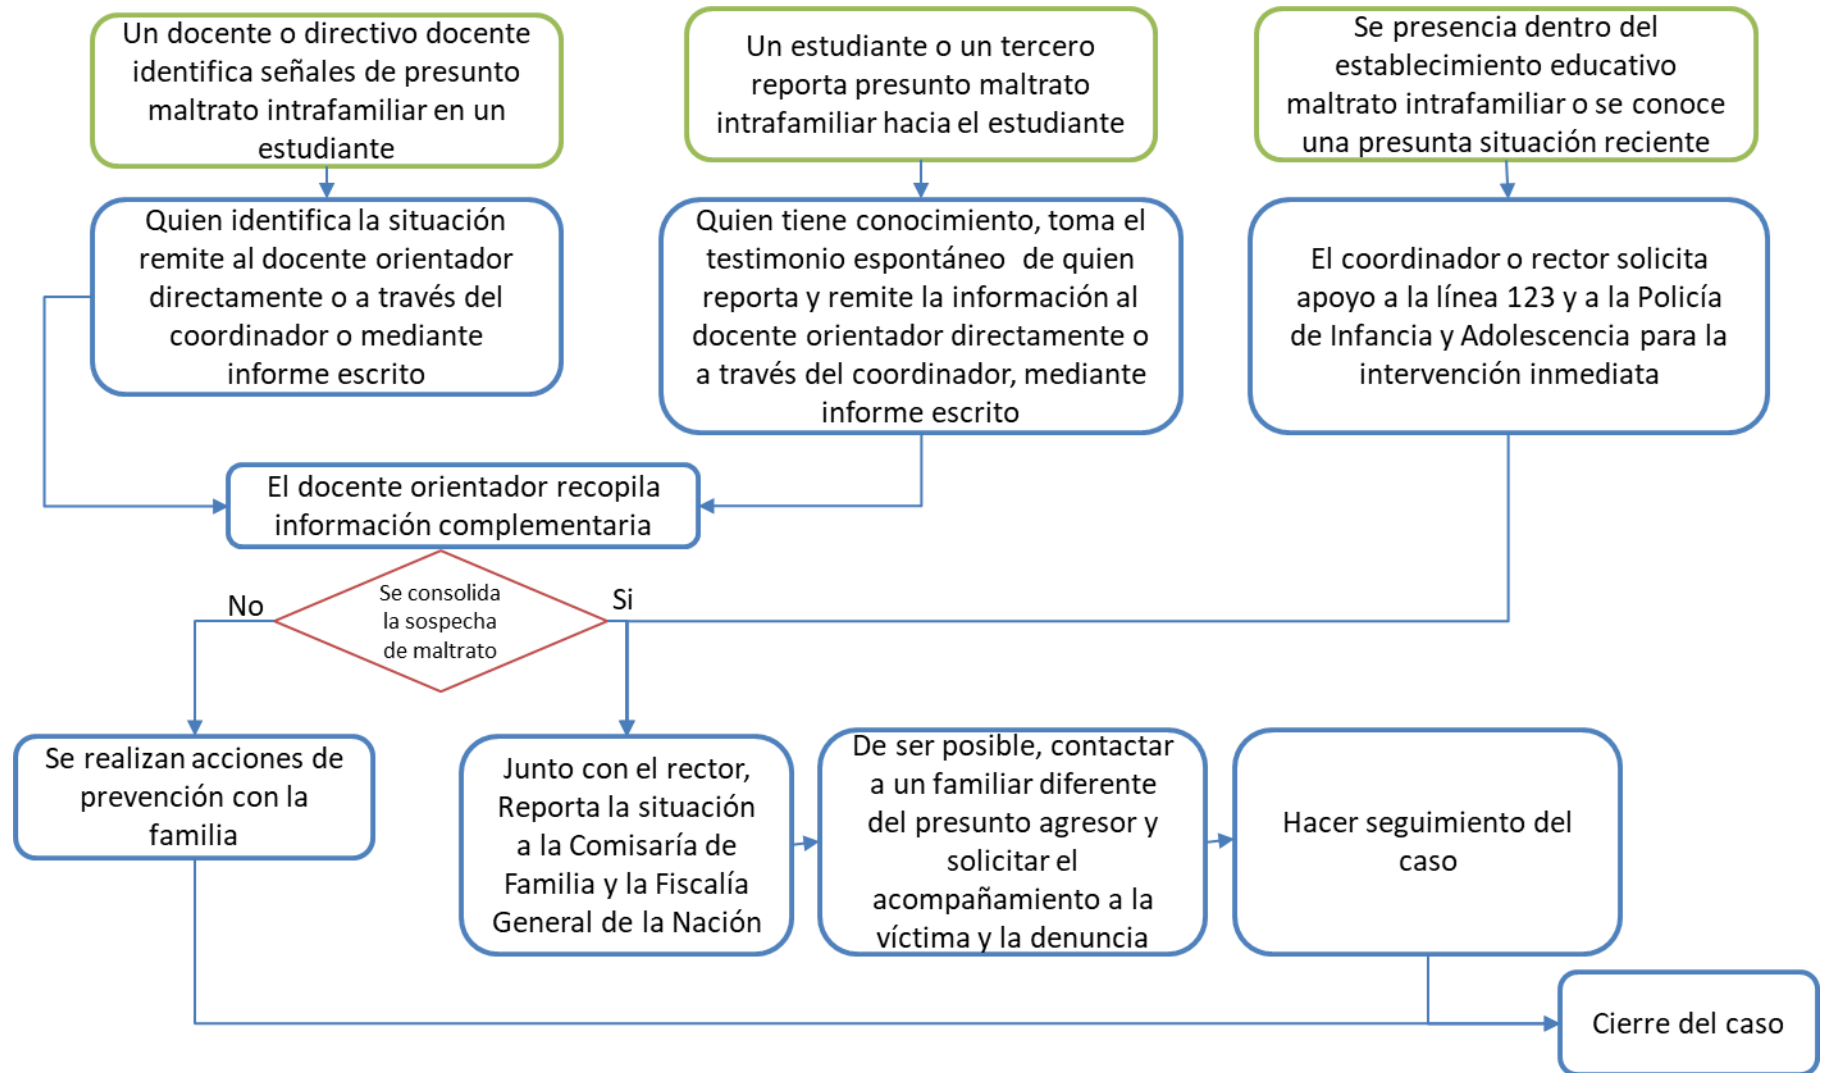 Un docente o directivo docente
identifica señales de presunto
maltrato intrafamiliar en un
estudiante
Un estudiante o un tercero
reporta presunto maltrato
intrafamiliar hacia el estudiante
Se presencia dentro del
establecimiento educativo
maltrato intrafamiliar o se conoce
una presunta situación reciente
Quien identifica la situación
remite al docente orientador
directamente o a través del
coordinador o mediante
informe escrito
Quien tiene conocimiento, toma el
testimonio espontáneo de quien
reporta y remite la información al
docente orientador directamente o
a través del coordinador, mediante
informe escrito
El coordinador o rector solicita
apoyo a la línea 123 y a la Policía
de Infancia y Adolescencia para la
intervención inmediata
El docente orientador recopila
información complementaria
No
Se consolida
la sospecha
de maltrato
Si
Se realizan acciones de
prevención con la
familia
Junto con el rector,
Reporta la situación
a la Comisaría de
Familia y la Fiscalía
General de la Nación
De ser posible, contactar
a un familiar diferente
del presunto agresor y
solicitar el
acompañamiento a la
víctima y la denuncia
Hacer seguimiento del
caso
Cierre del caso